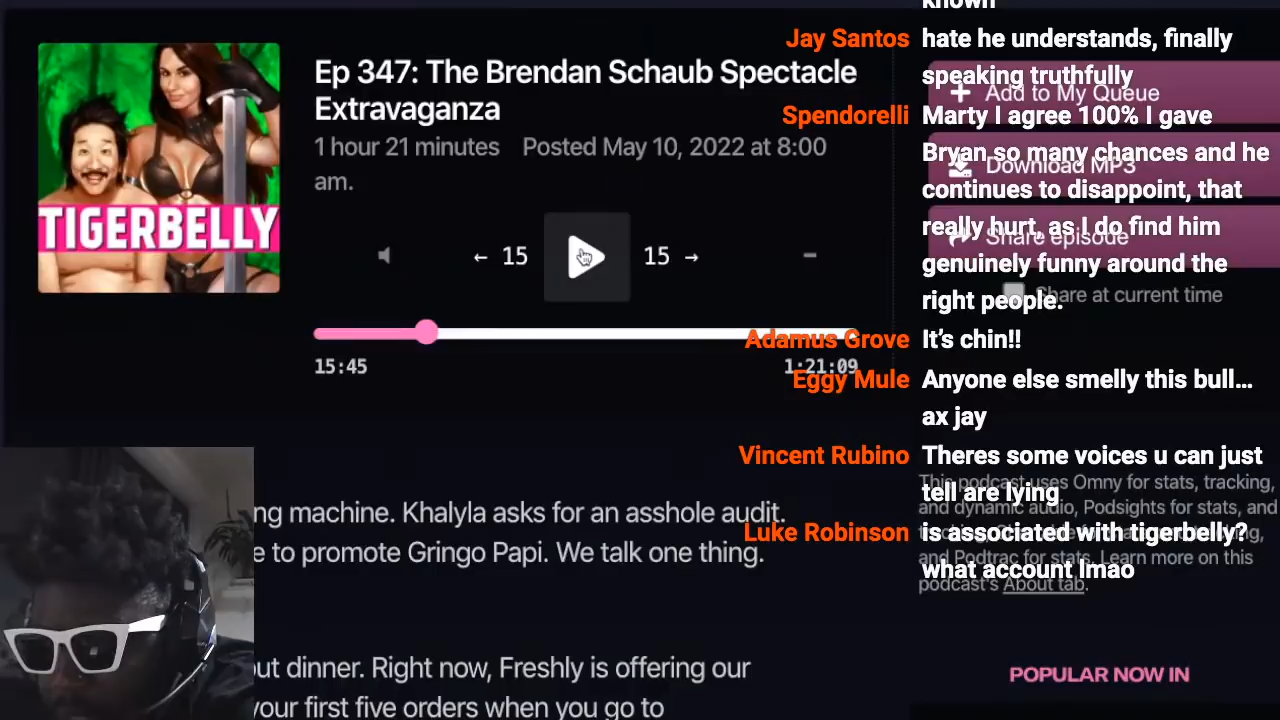 known
Jay Santos hate he understands, finally
speaking truthfully
Spendorelli Marty I agree 100% I gave
Bryan so many chances and he
continues to disappoint, that
really hurt, as I do find him
genuinely funny around the
right people.
Adamus Grove It's chin!!
Eggy Mule Anyone else smelly this bull...
ax jay
Vincent Rubino Theres some voices u can just
tell are lying
Luke Robinson is associated with tigerbelly?
what account lmao
TIGERBELLY
Ep 347: The Brendan Schaub Spectacle
Extravaganza
1 hour 21 minutes Posted May 10, 2022 at 8:00
am.
← 15 15 →
15:45 1:21:09
Add to My Queue
Download MP3
Share episode
Share at current time
ng machine. Khalyla asks for an asshole audit.
e to promote Gringo Papi. We talk one thing.
out dinner. Right now, Freshly is offering our
your first five orders when you go to
This podcast uses Omny for stats, tracking,
and dynamic audio, Podsights for stats, and
and Podtrac for stats. Learn more on this
podcast's About tab.
POPULAR NOW IN